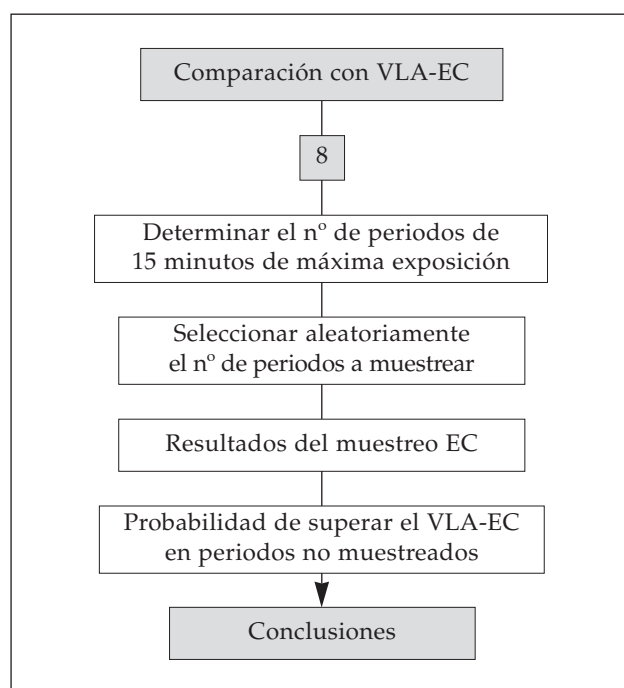 Comparación con VLA-EC
8
Determinar el nº de periodos de
15 minutos de máxima exposición
Seleccionar aleatoriamente
el nº de periodos a muestrear
Resultados del muestreo EC
Probabilidad de superar el VLA-EC
en periodos no muestreados
Conclusiones